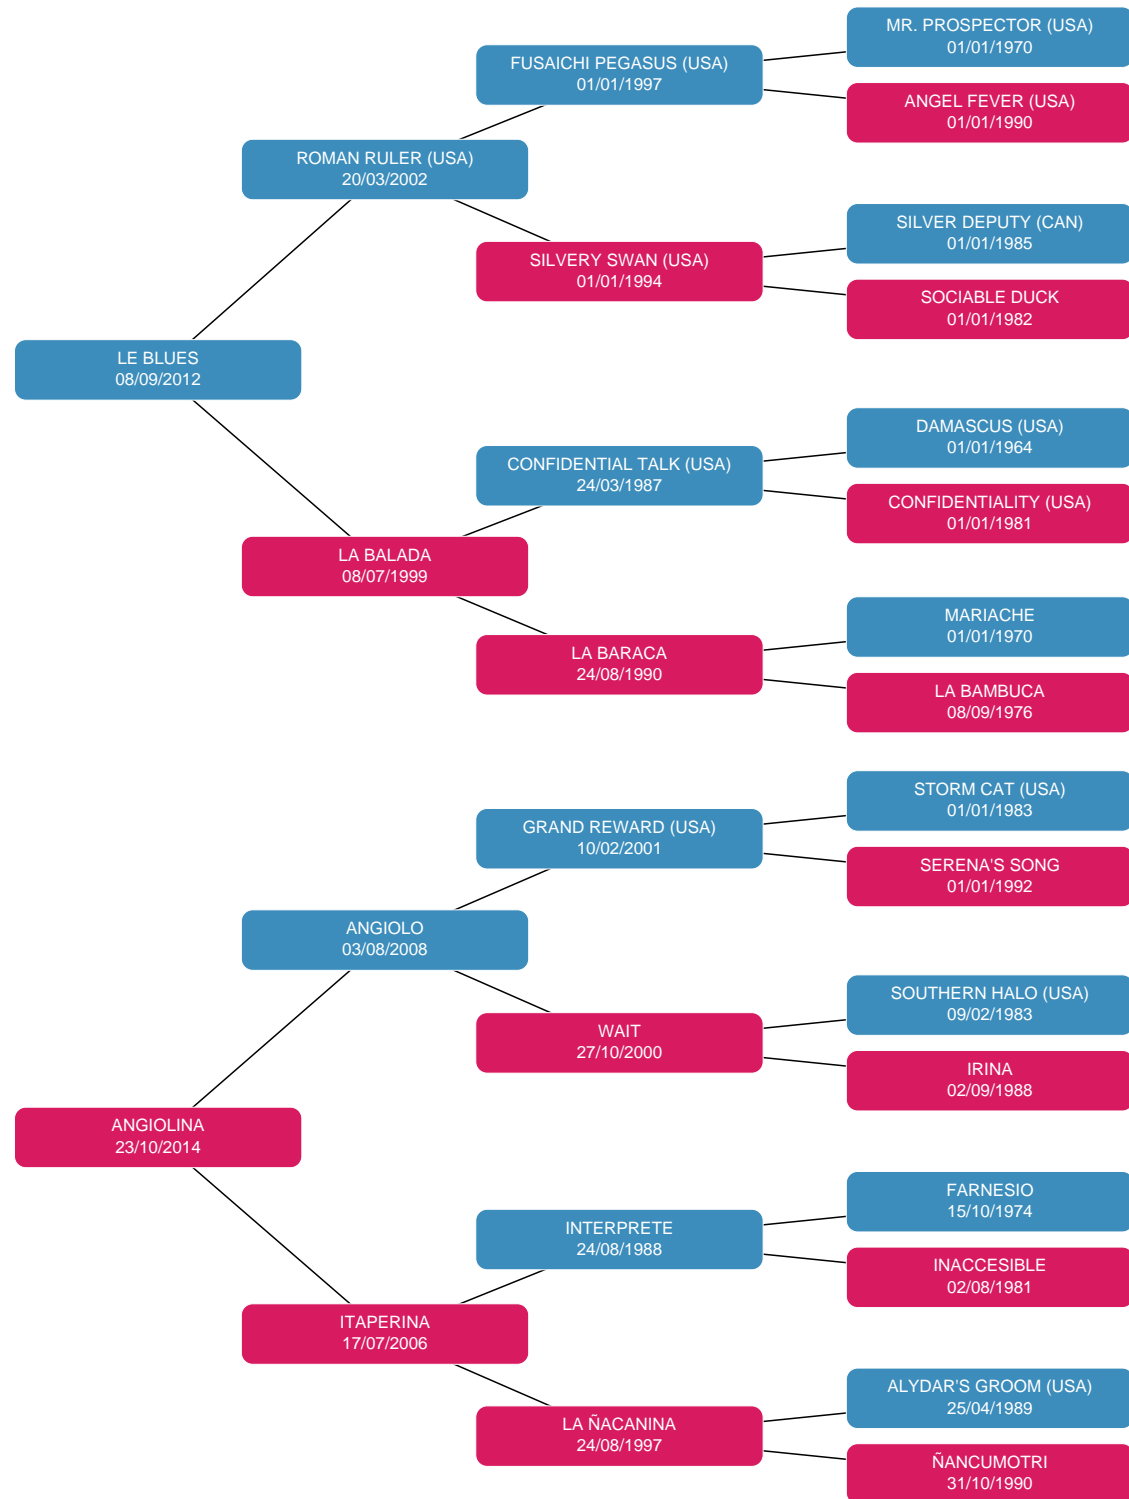 MR. PROSPECTOR (USA)
01/01/1970
FUSAICHI PEGASUS (USA)
01/01/1997
ANGEL FEVER (USA)
01/01/1990
ROMAN RULER (USA)
20/03/2002
SILVER DEPUTY (CAN)
01/01/1985
SILVERY SWAN (USA)
01/01/1994
SOCIABLE DUCK
01/01/1982
LE BLUES
08/09/2012
DAMASCUS (USA)
01/01/1964
CONFIDENTIAL TALK (USA)
24/03/1987
CONFIDENTIALITY (USA)
01/01/1981
LA BALADA
08/07/1999
MARIACHE
01/01/1970
LA BARACA
24/08/1990
LA BAMBUCA
08/09/1976
STORM CAT (USA)
01/01/1983
GRAND REWARD (USA)
10/02/2001
SERENA'S SONG
01/01/1992
ANGIOLO
03/08/2008
SOUTHERN HALO (USA)
09/02/1983
WAIT
27/10/2000
IRINA
02/09/1988
ANGIOLINA
23/10/2014
FARNESIO
15/10/1974
INTERPRETE
24/08/1988
INACCESIBLE
02/08/1981
ITAPERINA
17/07/2006
ALYDAR'S GROOM (USA)
25/04/1989
LA ÑACANINA
24/08/1997
ÑANCUMOTRI
31/10/1990